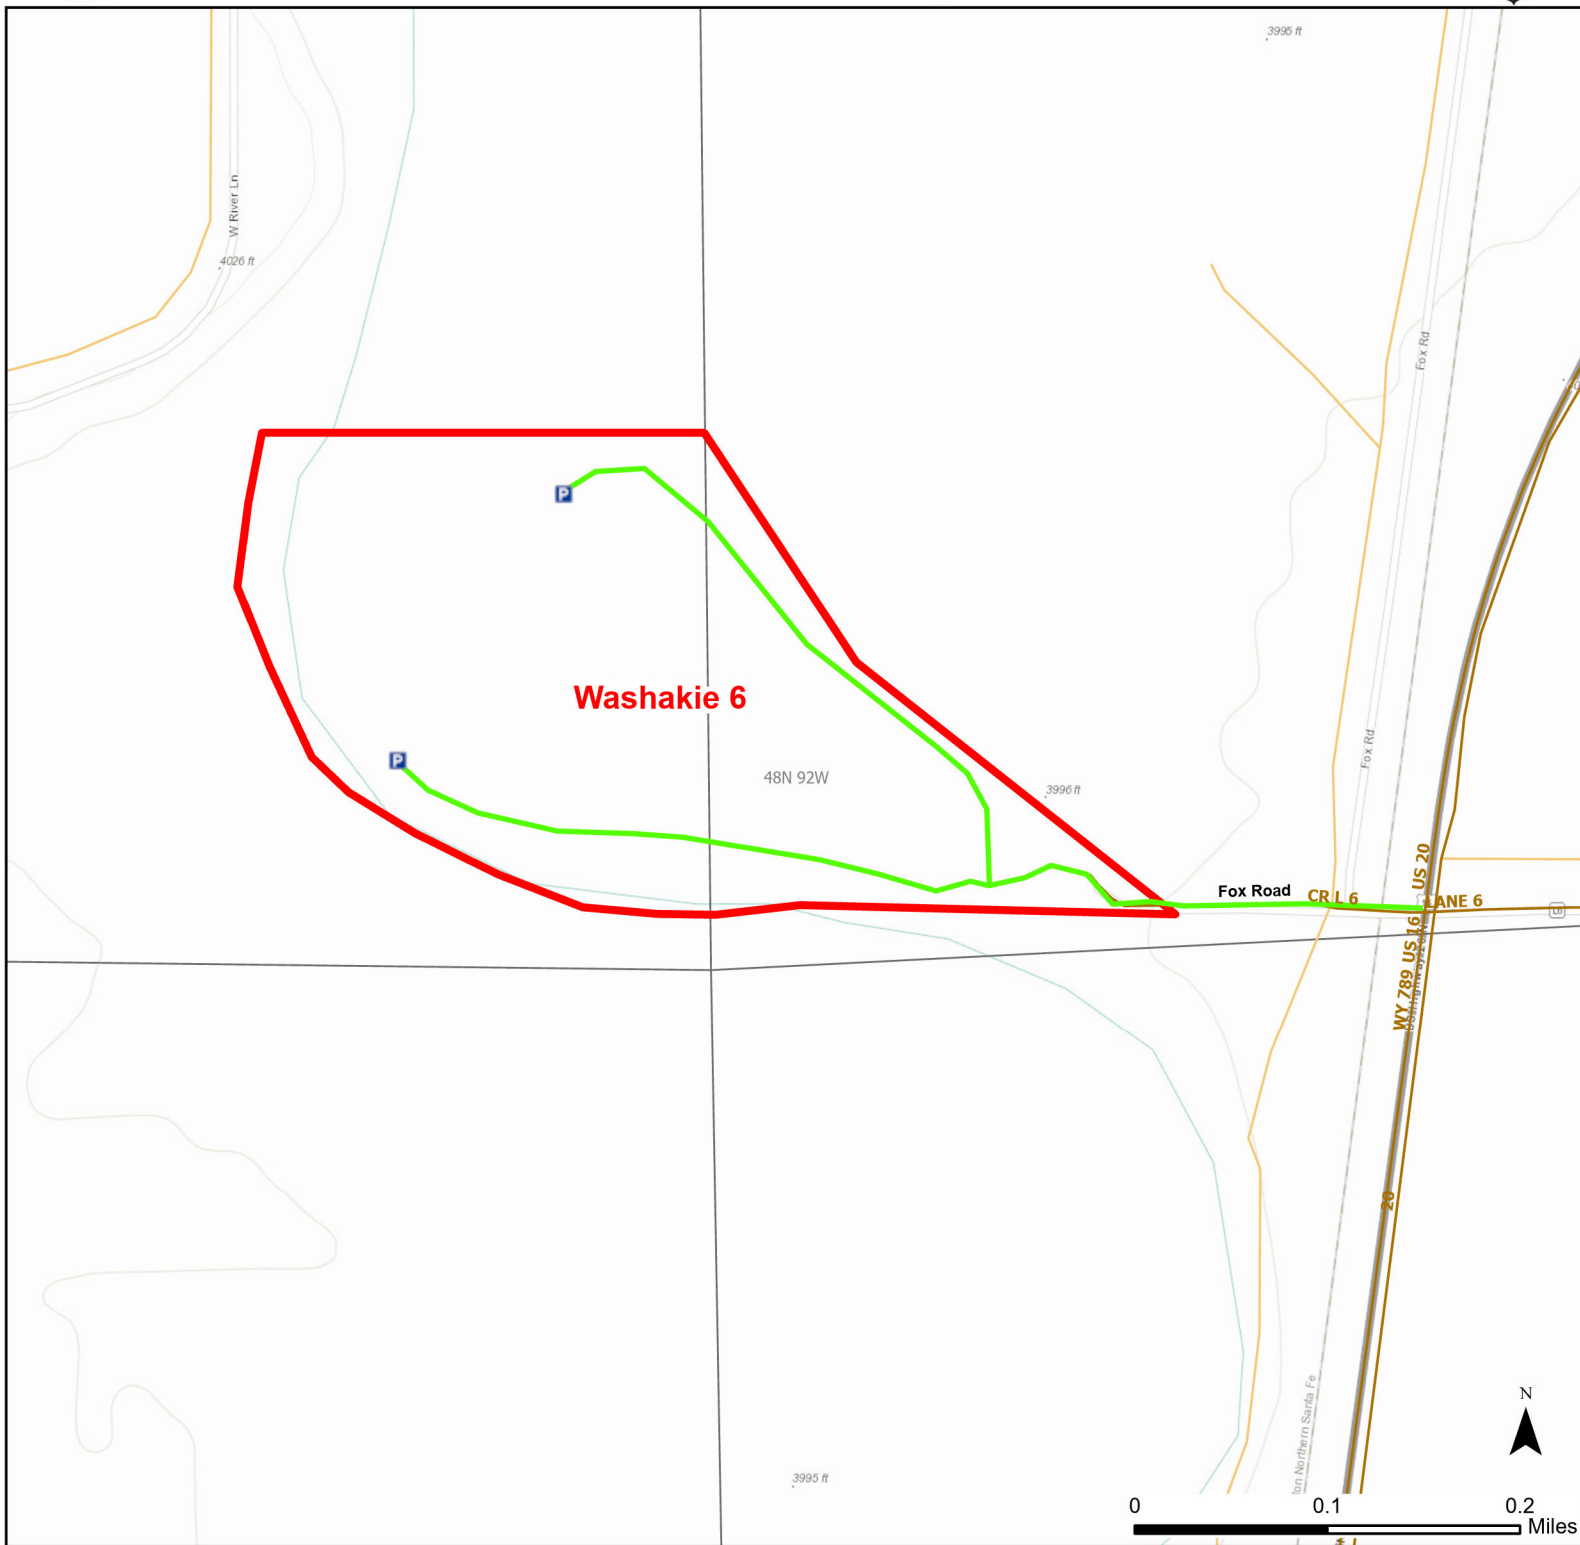 3995 ft
W River Ln
4026 ft
Fox Rd
P
Washakie 6
Fox Rd
P
48N 92W
3996 ft
US 20
Fox Road
CR L 6
LANE 6
WY 789 US 16
20
N
Northern Santa Fe
3995 ft
0
0.1
0.2
Miles